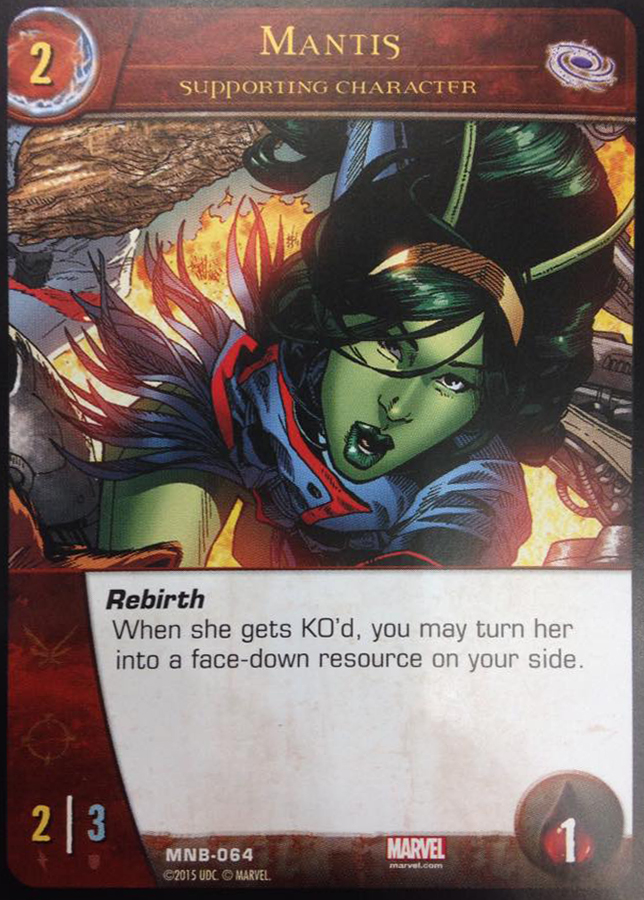 2
MANTIS
SUPPORTING CHARACTER
Rebirth
When she gets KO'd, you may turn her
into a face-down resource on your side.
2 | 3
1
MNB-064
MARVEL
marvel.com
©2015 UDC. © MARVEL.